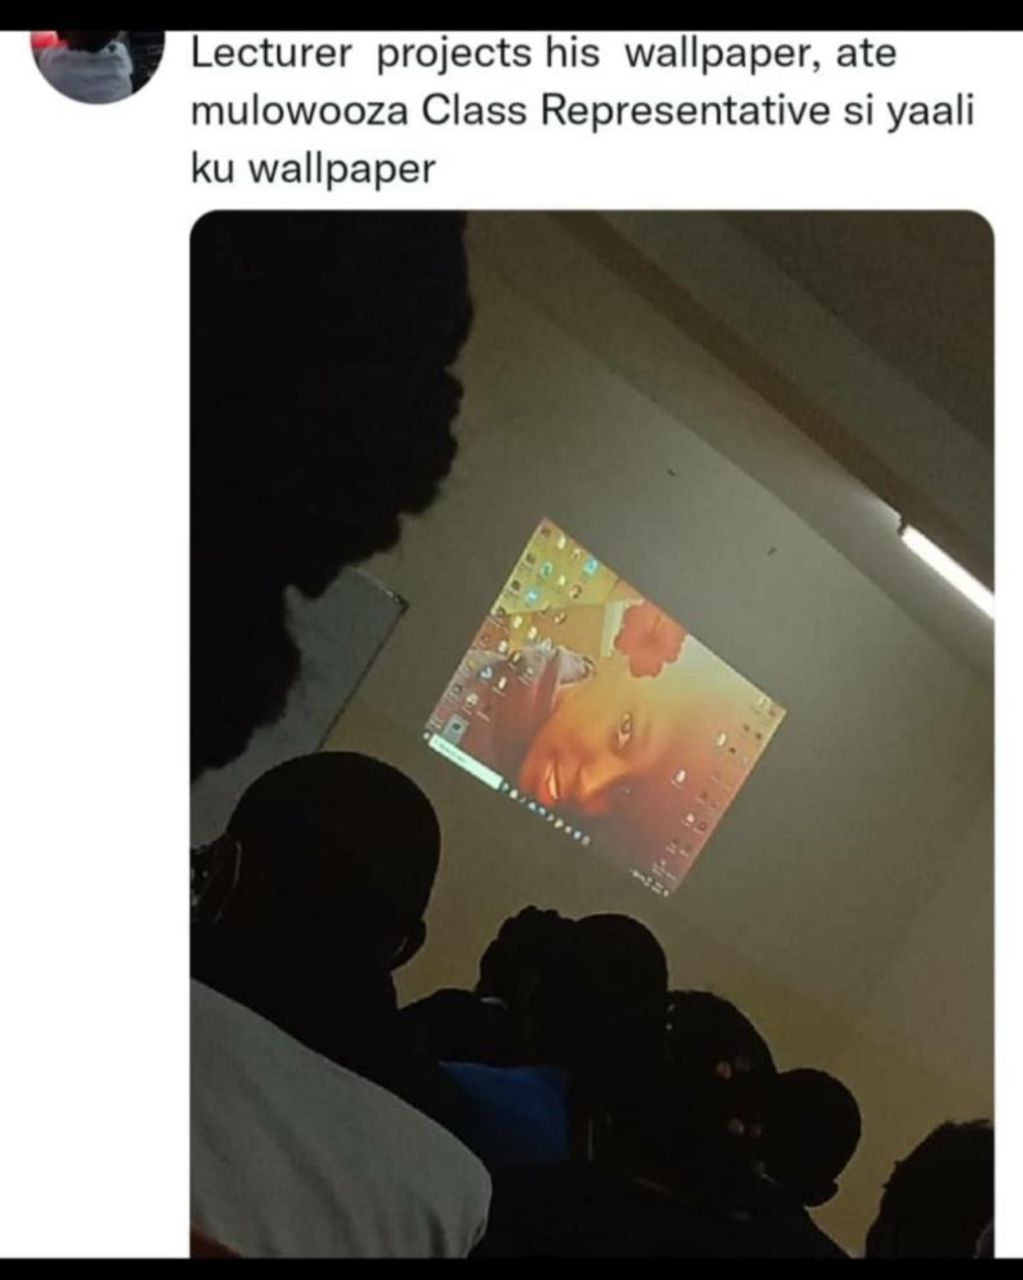 Lecturer projects his wallpaper, ate
mulowooza Class Representative si yaali
ku wallpaper